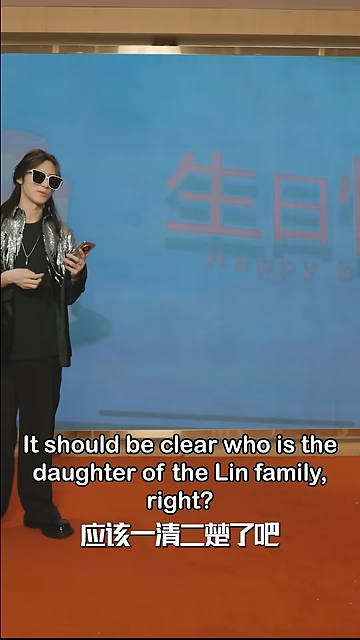 生日
Happy b
It should be clear who is the
daughter of the Lin family,
right?
应该一清二楚了吧